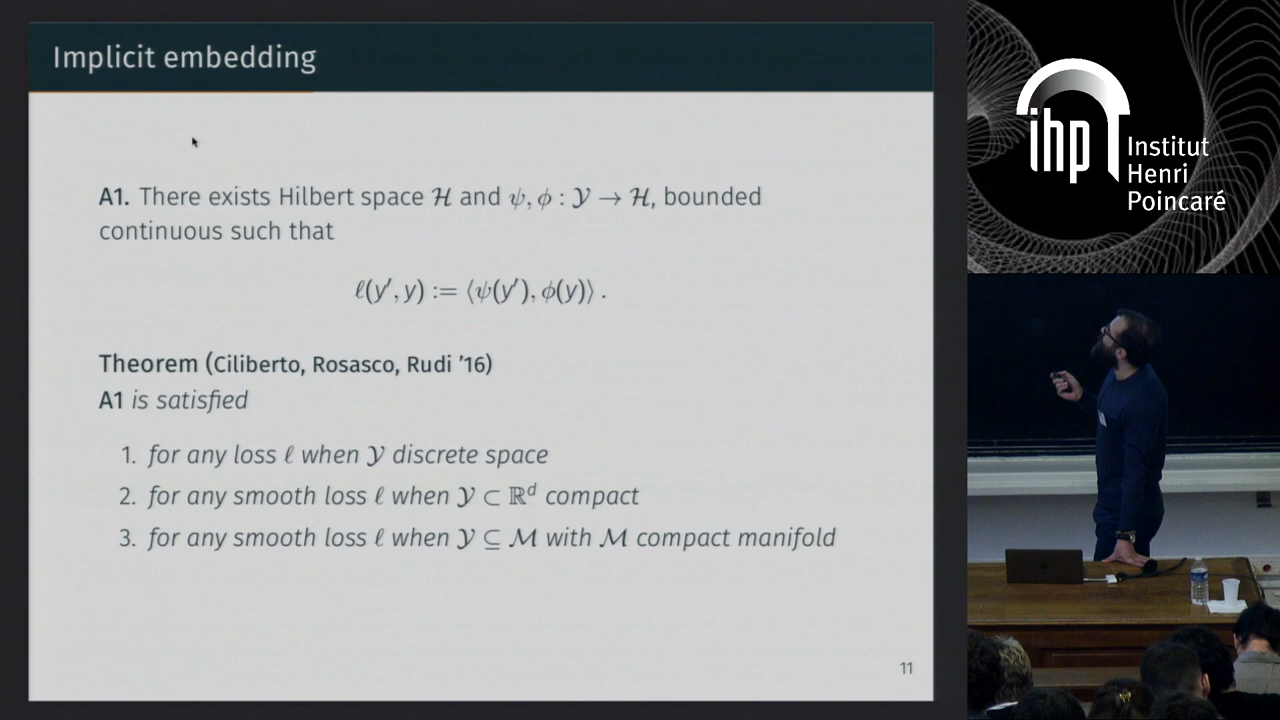 Implicit embedding
A1. There exists Hilbert space ℋ and ψ, ϕ : 𝒴 → ℋ, bounded
continuous such that
ℓ(y′, y) := ⟨ψ(y′), ϕ(y)⟩ .
Theorem (Ciliberto, Rosasco, Rudi ’16)
A1 is satisfied
1. for any loss ℓ when 𝒴 discrete space
2. for any smooth loss ℓ when 𝒴 ⊂ ℝᵈ compact
3. for any smooth loss ℓ when 𝒴 ⊆ ℳ with ℳ compact manifold
11
ihp
Institut
Henri
Poincaré